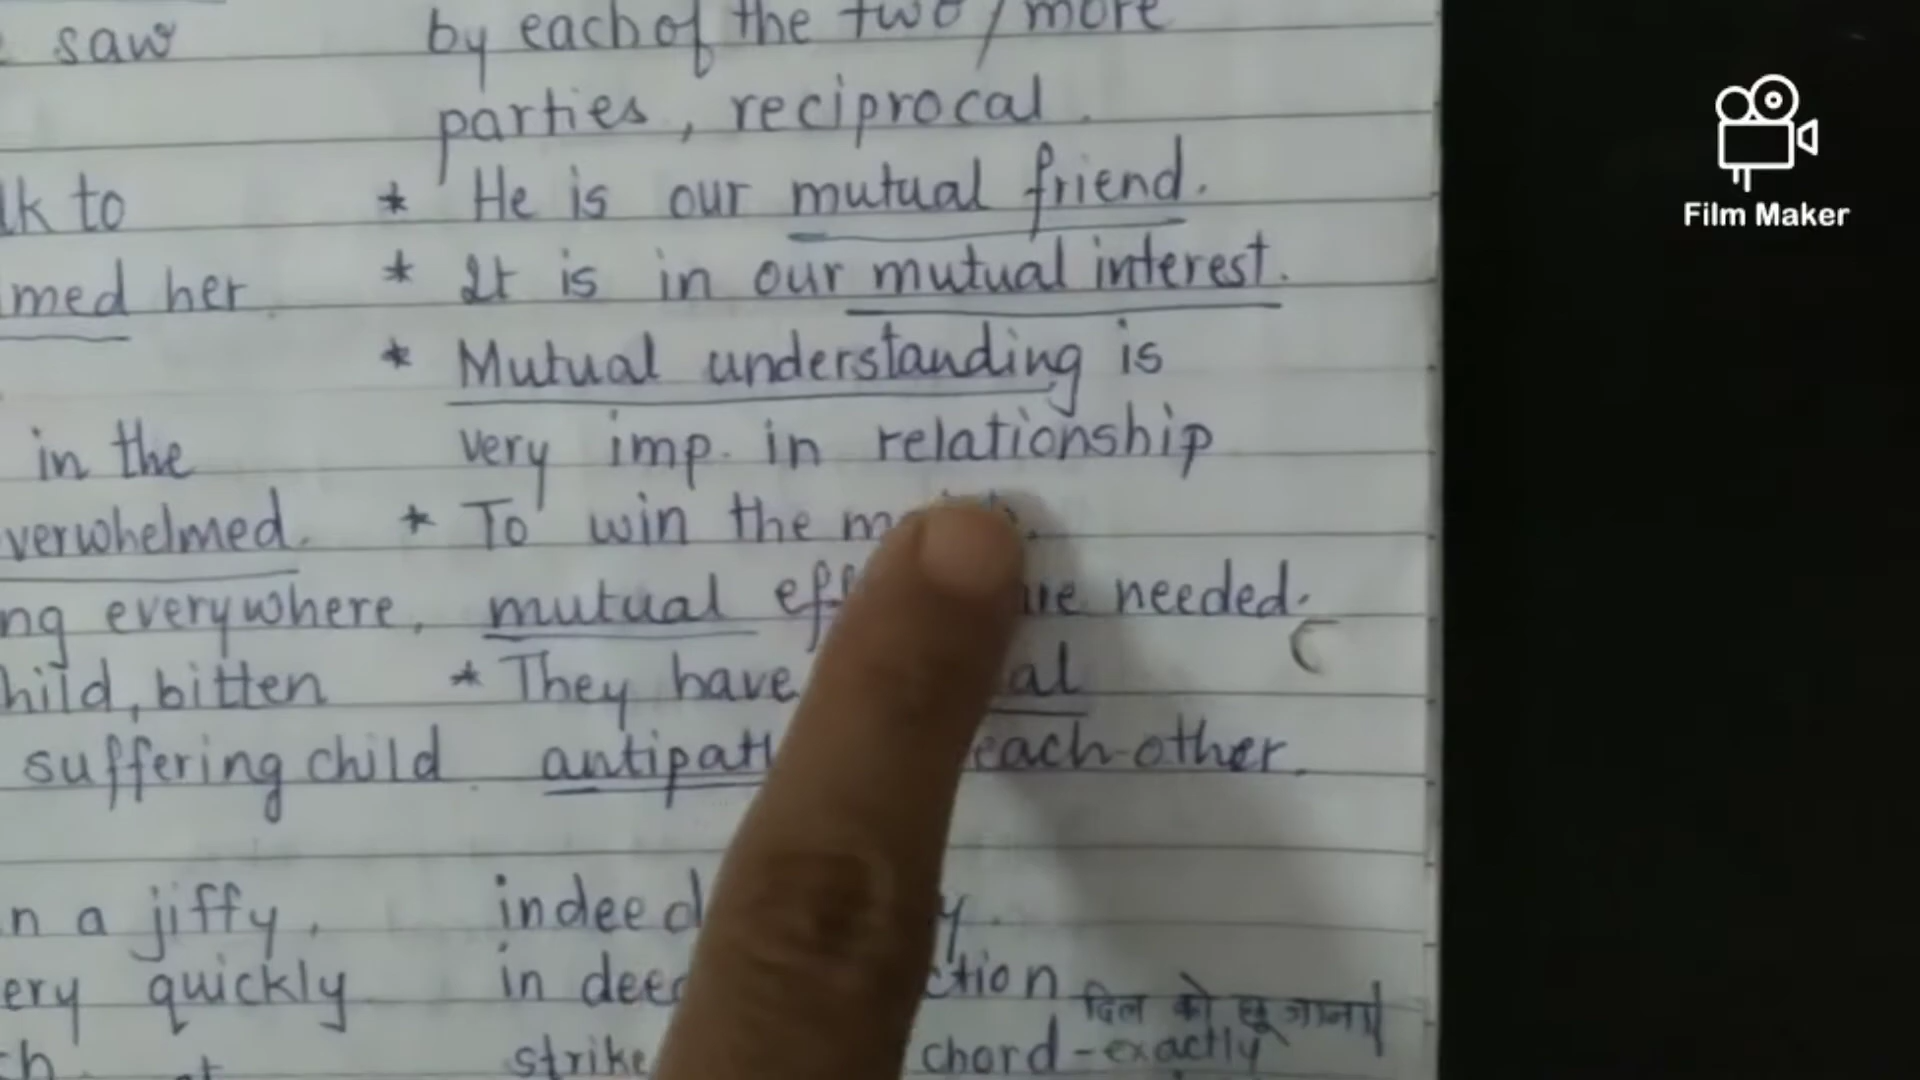 saw
by each of the two / more
parties, reciprocal.
lk to
* He is our mutual friend.
med her
* It is in our mutual interest.
* Mutual understanding is
in the
very imp. in relationship
verwhelmed.
* To win the
ng everywhere,
mutual needed.
hild, bitten
* They have al
suffering child
antipat each-other.
n a jiffy,
indeed y.
ery quickly
in deed ction
दिल को छू जाना
strike chord - exactly
Film Maker